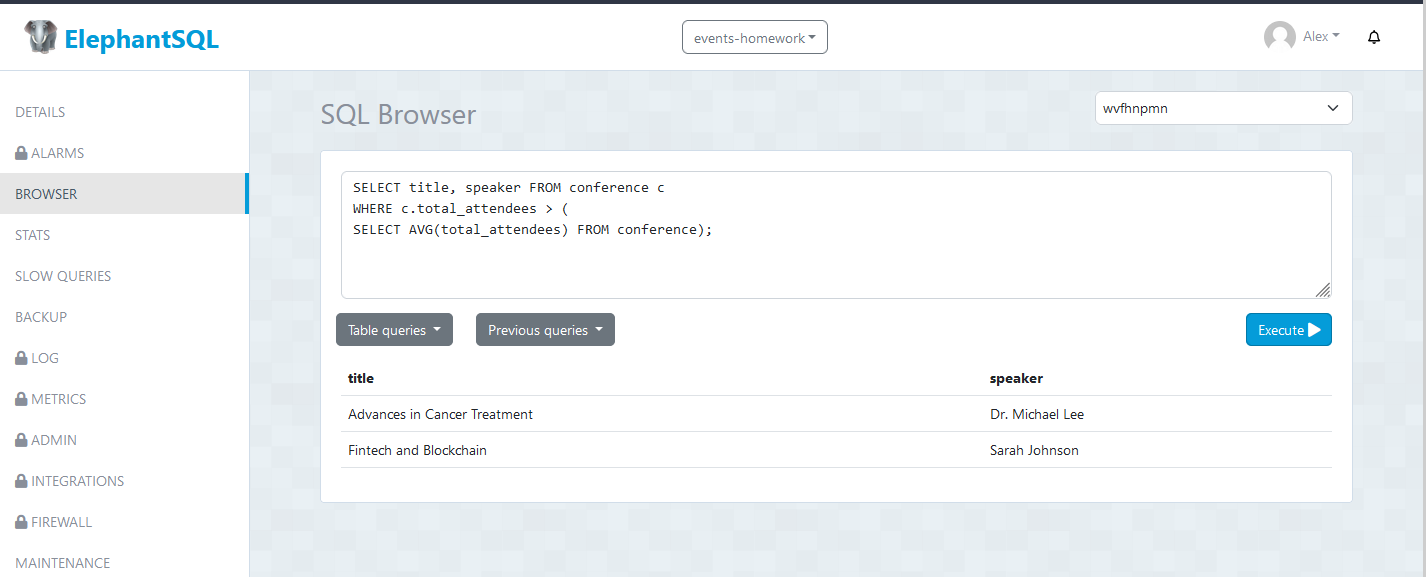 ElephantSQL
events-homework
Alex
DETAILS
ALARMS
BROWSER
STATS
SLOW QUERIES
BACKUP
LOG
METRICS
ADMIN
INTEGRATIONS
FIREWALL
MAINTENANCE
SQL Browser
wvfhnpmn
SELECT title, speaker FROM conference c
WHERE c.total_attendees > (
SELECT AVG(total_attendees) FROM conference);
Table queries
Previous queries
Execute
title speaker
Advances in Cancer Treatment Dr. Michael Lee
Fintech and Blockchain Sarah Johnson